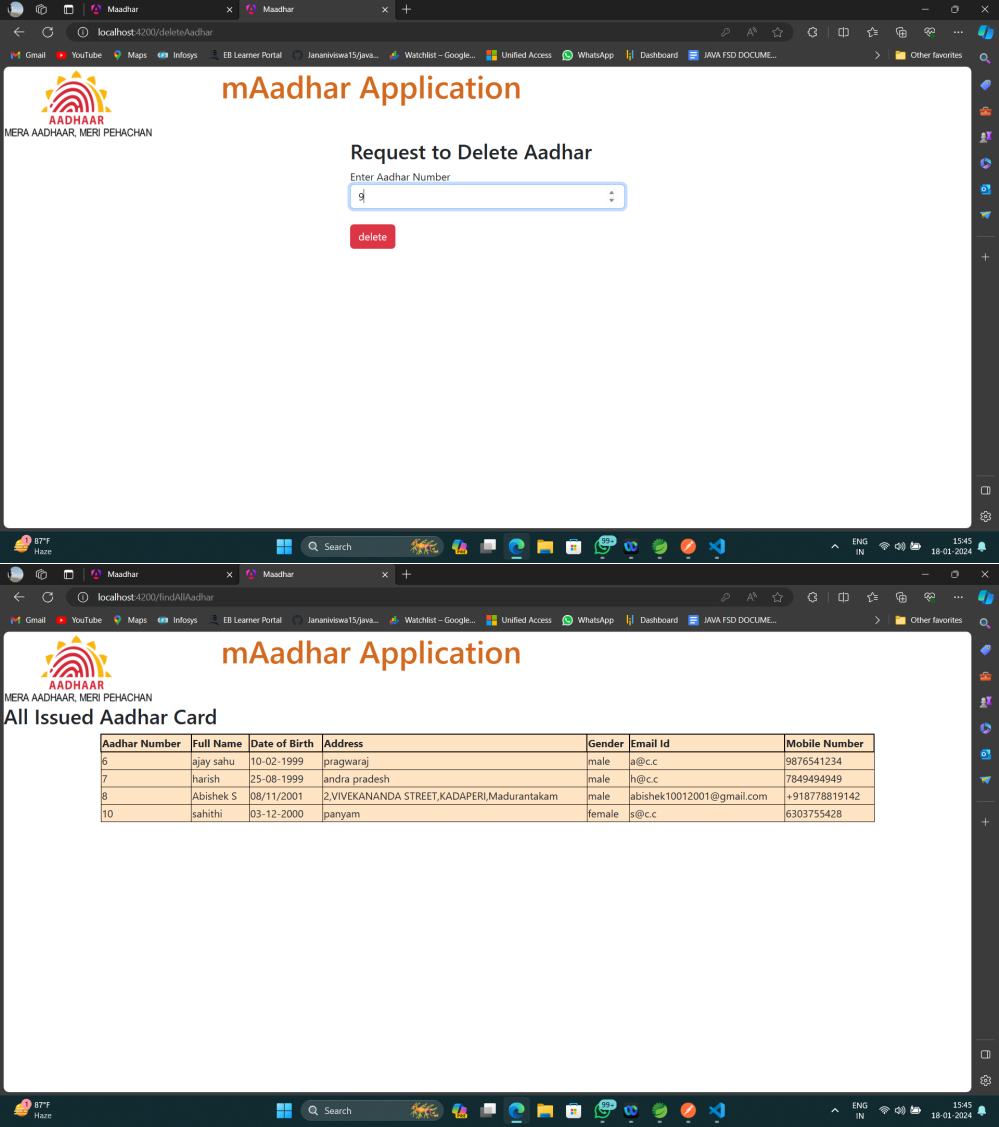 Maadhar
Maadhar
localhost:4200/deleteAadhar
Gmail YouTube Maps Infosys EB Learner Portal Jananiviswa15/java... Watchlist – Google... Unified Access WhatsApp Dashboard JAVA FSD DOCUME... Other favorites
AADHAAR
MERA AADHAAR, MERI PEHACHAN
mAadhar Application
Request to Delete Aadhar
Enter Aadhar Number
9
delete
1 87°F
Haze
Search
PRE
99+
ENG
IN
15:45
18-01-2024
Maadhar
Maadhar
localhost:4200/findAllAadhar
Gmail YouTube Maps Infosys EB Learner Portal Jananiviswa15/java... Watchlist – Google... Unified Access WhatsApp Dashboard JAVA FSD DOCUME... Other favorites
AADHAAR
MERA AADHAAR, MERI PEHACHAN
mAadhar Application
All Issued Aadhar Card
Aadhar Number Full Name Date of Birth Address Gender Email Id Mobile Number
6 ajay sahu 10-02-1999 pragwaraj male a@c.c 9876541234
7 harish 25-08-1999 andra pradesh male h@c.c 7849494949
8 Abishek S 08/11/2001 2,VIVEKANANDA STREET,KADAPERI,Madurantakam male abishek10012001@gmail.com +918778819142
10 sahithi 03-12-2000 panyam female s@c.c 6303755428
1 87°F
Haze
Search
PRE
99+
ENG
IN
15:45
18-01-2024